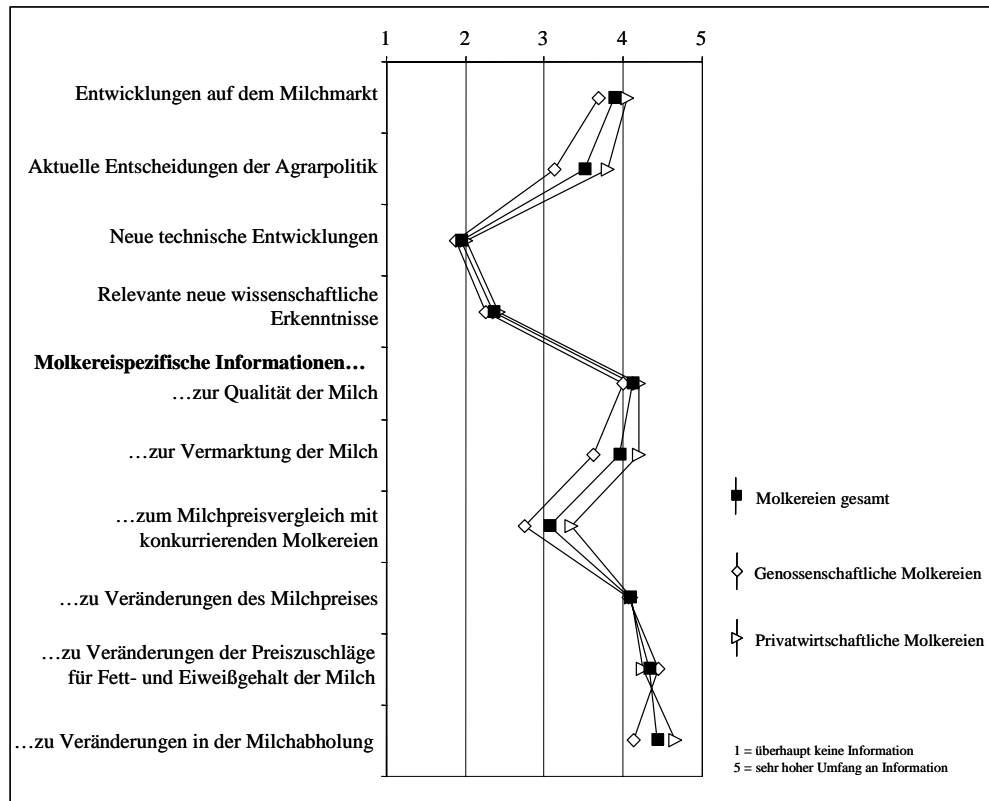 1 2 3 4 5
Entwicklungen auf dem Milchmarkt
Aktuelle Entscheidungen der Agrarpolitik
Neue technische Entwicklungen
Relevante neue wissenschaftliche
Erkenntnisse
Molkereispezifische Informationen…
…zur Qualität der Milch
…zur Vermarktung der Milch
…zum Milchpreisvergleich mit
konkurrierenden Molkereien
…zu Veränderungen des Milchpreises
…zu Veränderungen der Preiszuschläge
für Fett- und Eiweißgehalt der Milch
…zu Veränderungen in der Milchabholung
Molkereien gesamt
Genossenschaftliche Molkereien
Privatwirtschaftliche Molkereien
1 = überhaupt keine Information
5 = sehr hoher Umfang an Information